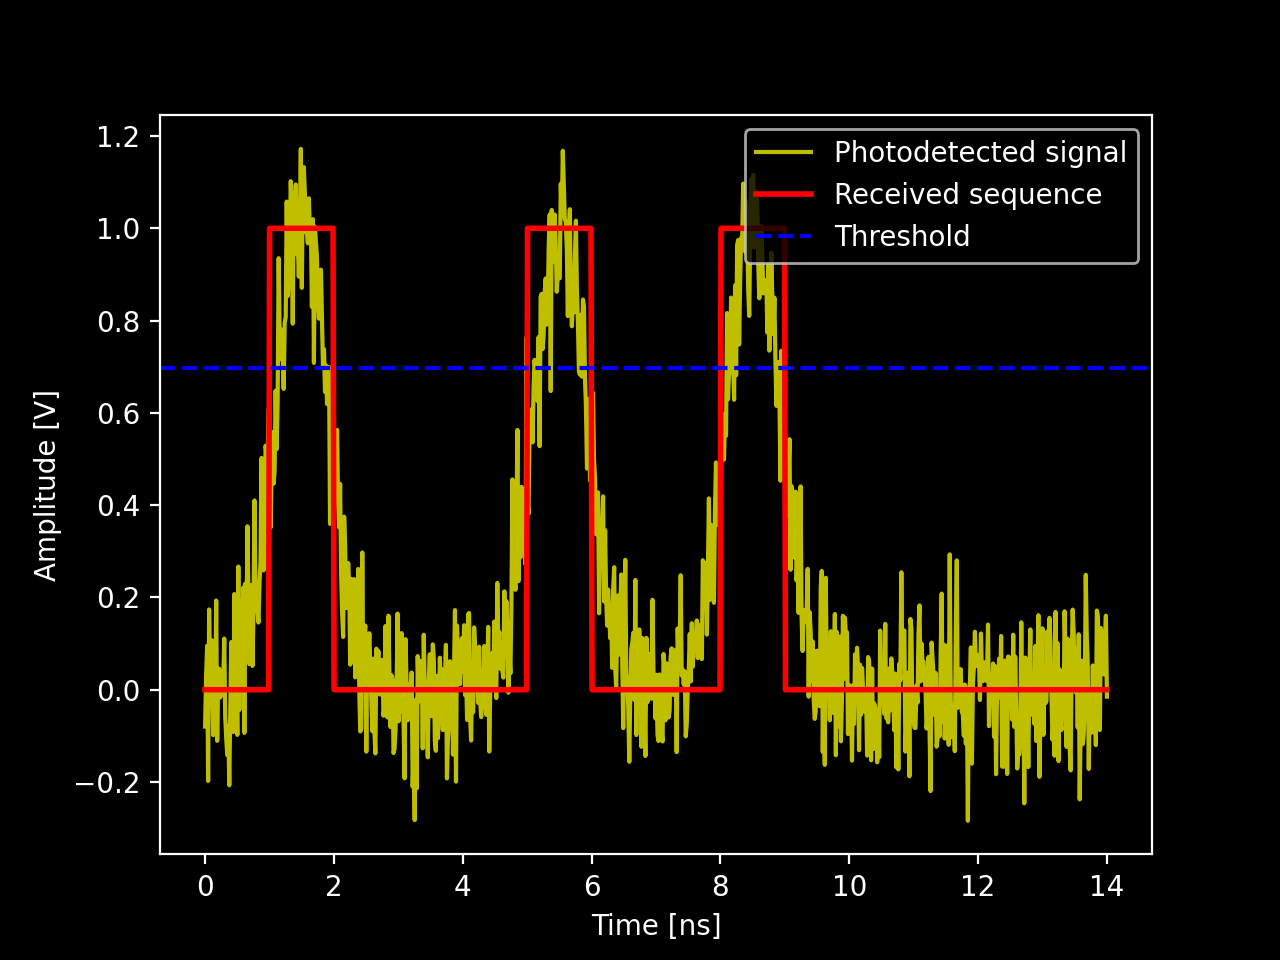 1.2
1.0
0.8
0.6
0.4
0.2
0.0
−0.2
Amplitude [V]
Photodetected signal
Received sequence
Threshold
0 2 4 6 8 10 12 14
Time [ns]